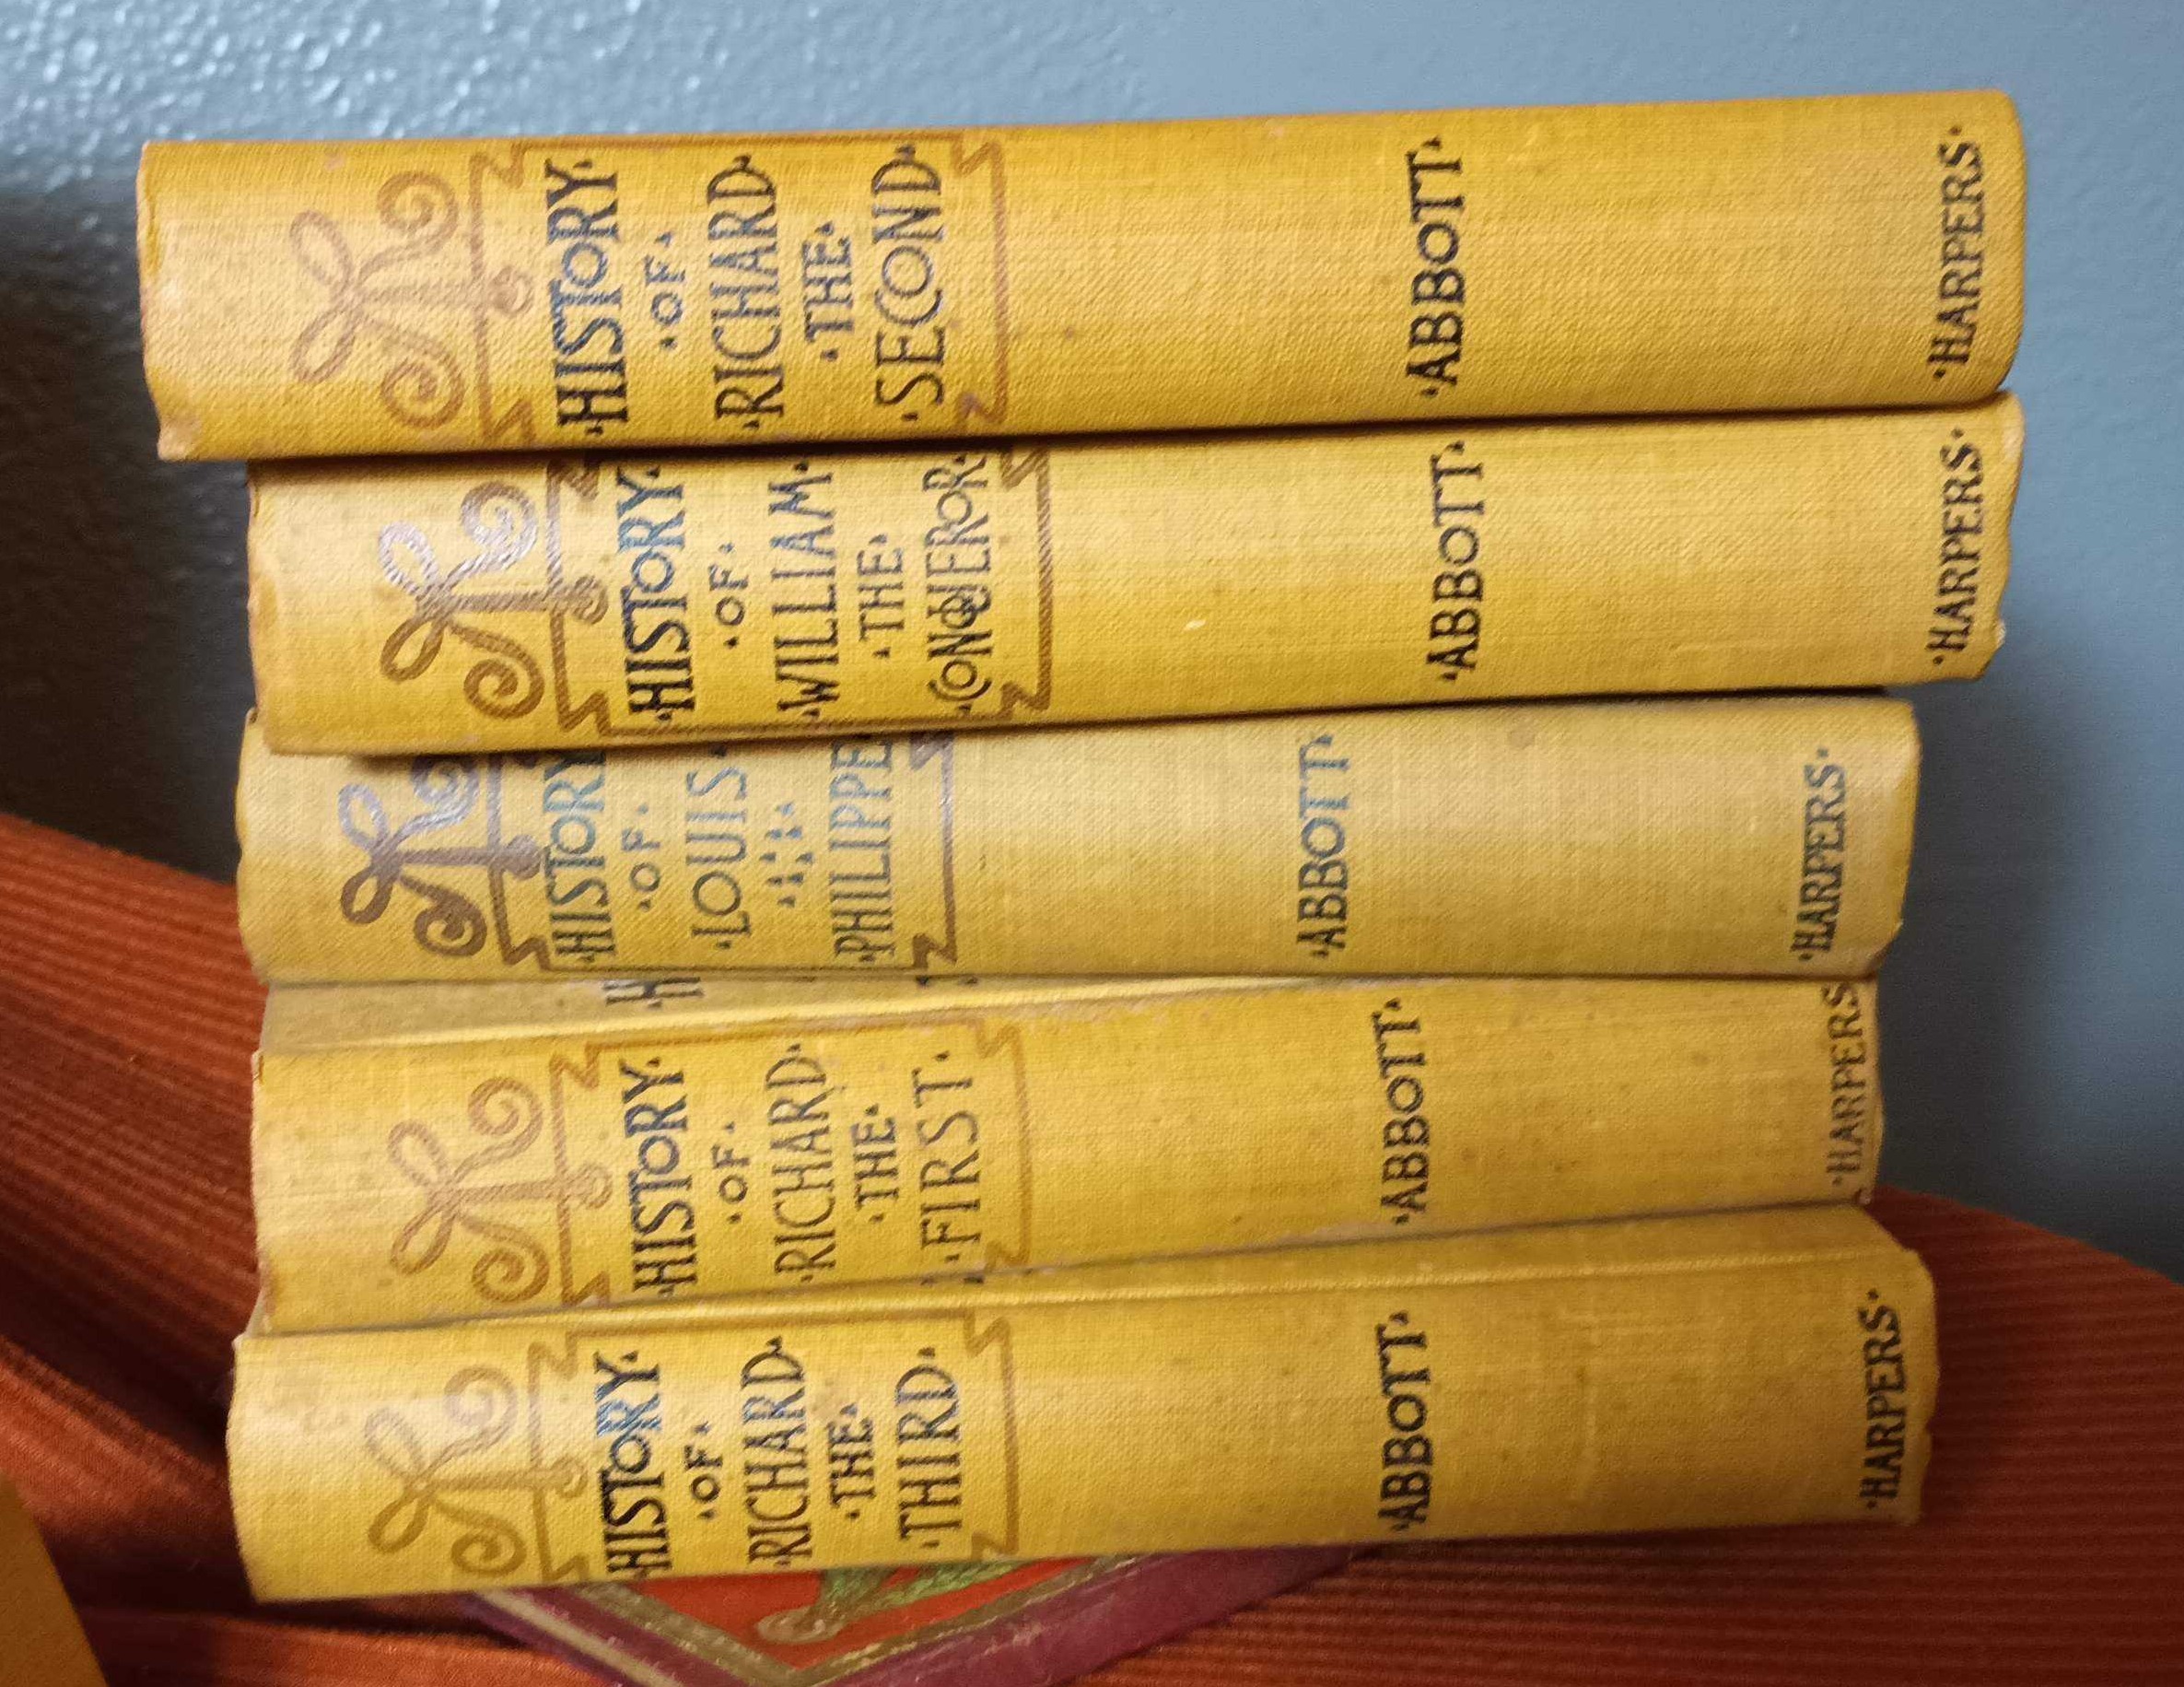 HISTORY
OF
RICHARD
THE
SECOND
ABBOTT
HARPERS
HISTORY
OF
WILLIAM
THE
CONQUEROR
ABBOTT
HARPERS
HISTORY
OF
LOUIS
PHILIPPE
ABBOTT
HARPERS
HISTORY
OF
RICHARD
THE
FIRST
ABBOTT
HARPERS
HISTORY
OF
RICHARD
THE
THIRD
ABBOTT
HARPERS